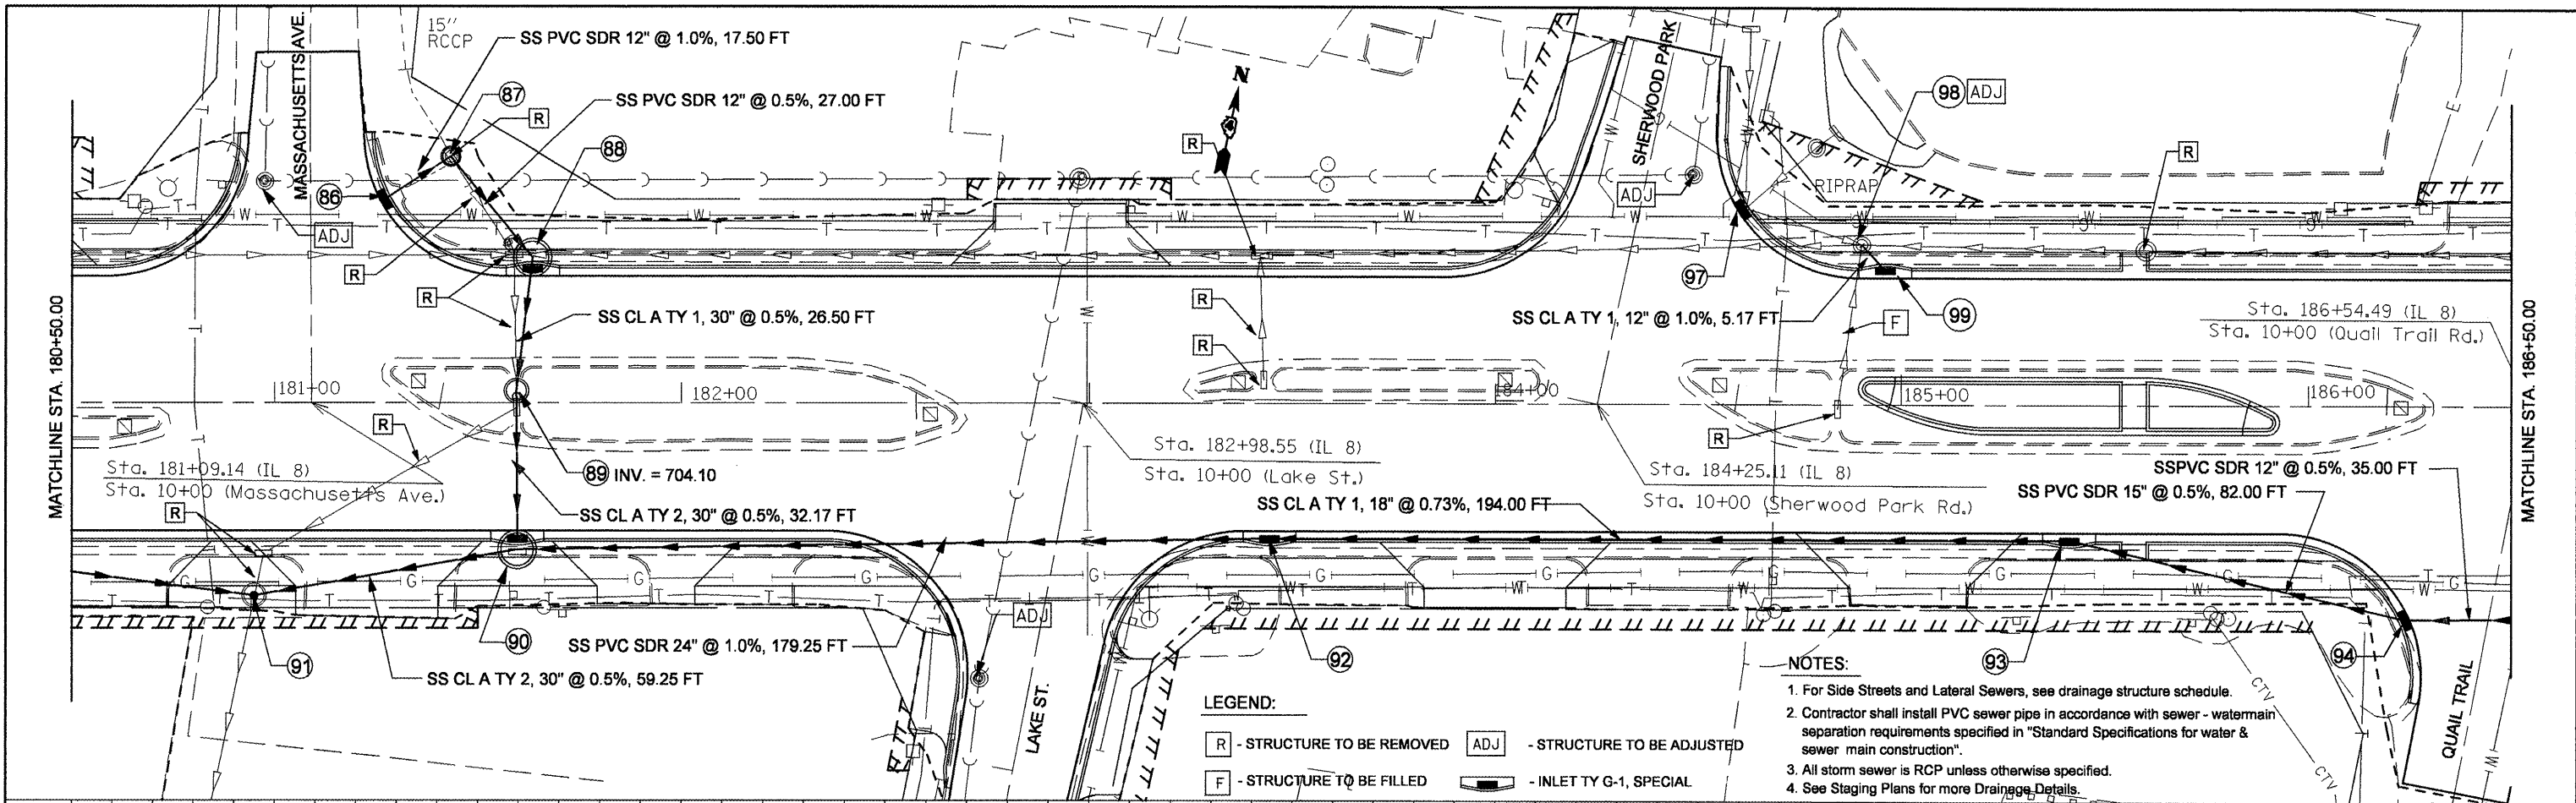 MASSACHUSETTS AVE.
15"
RCCP
SS PVC SDR 12" @ 1.0%, 17.50 FT
87
R
SS PVC SDR 12" @ 0.5%, 27.00 FT
88
86
ADJ
R
R
N
R
SHERWOOD PARK
ADJ
98 ADJ
R
RIPRAP
97
99
MATCHLINE STA. 180+50.00
SS CL A TY 1, 30" @ 0.5%, 26.50 FT
R
R
SS CL A TY 1, 12" @ 1.0%, 5.17 FT
F
Sta. 186+54.49 (IL 8)
Sta. 10+00 (Quail Trail Rd.)
MATCHLINE STA. 186+50.00
181+00
182+00
184+00
185+00
186+00
R
R
Sta. 181+09.14 (IL 8)
Sta. 10+00 (Massachusetts Ave.)
89 INV. = 704.10
Sta. 182+98.55 (IL 8)
Sta. 10+00 (Lake St.)
Sta. 184+25.11 (IL 8)
Sta. 10+00 (Sherwood Park Rd.)
SSPVC SDR 12" @ 0.5%, 35.00 FT
SS PVC SDR 15" @ 0.5%, 82.00 FT
R
SS CL A TY 2, 30" @ 0.5%, 32.17 FT
SS CL A TY 1, 18" @ 0.73%, 194.00 FT
91
90
SS PVC SDR 24" @ 1.0%, 179.25 FT
SS CL A TY 2, 30" @ 0.5%, 59.25 FT
ADJ
LAKE ST.
92
93
94
CTV
CTV
QUAIL TRAIL
LEGEND:
R - STRUCTURE TO BE REMOVED
ADJ - STRUCTURE TO BE ADJUSTED
F - STRUCTURE TO BE FILLED
- INLET TY G-1, SPECIAL
NOTES:
1. For Side Streets and Lateral Sewers, see drainage structure schedule.
2. Contractor shall install PVC sewer pipe in accordance with sewer - watermain
separation requirements specified in "Standard Specifications for water &
sewer main construction".
3. All storm sewer is RCP unless otherwise specified.
4. See Staging Plans for more Drainage Details.